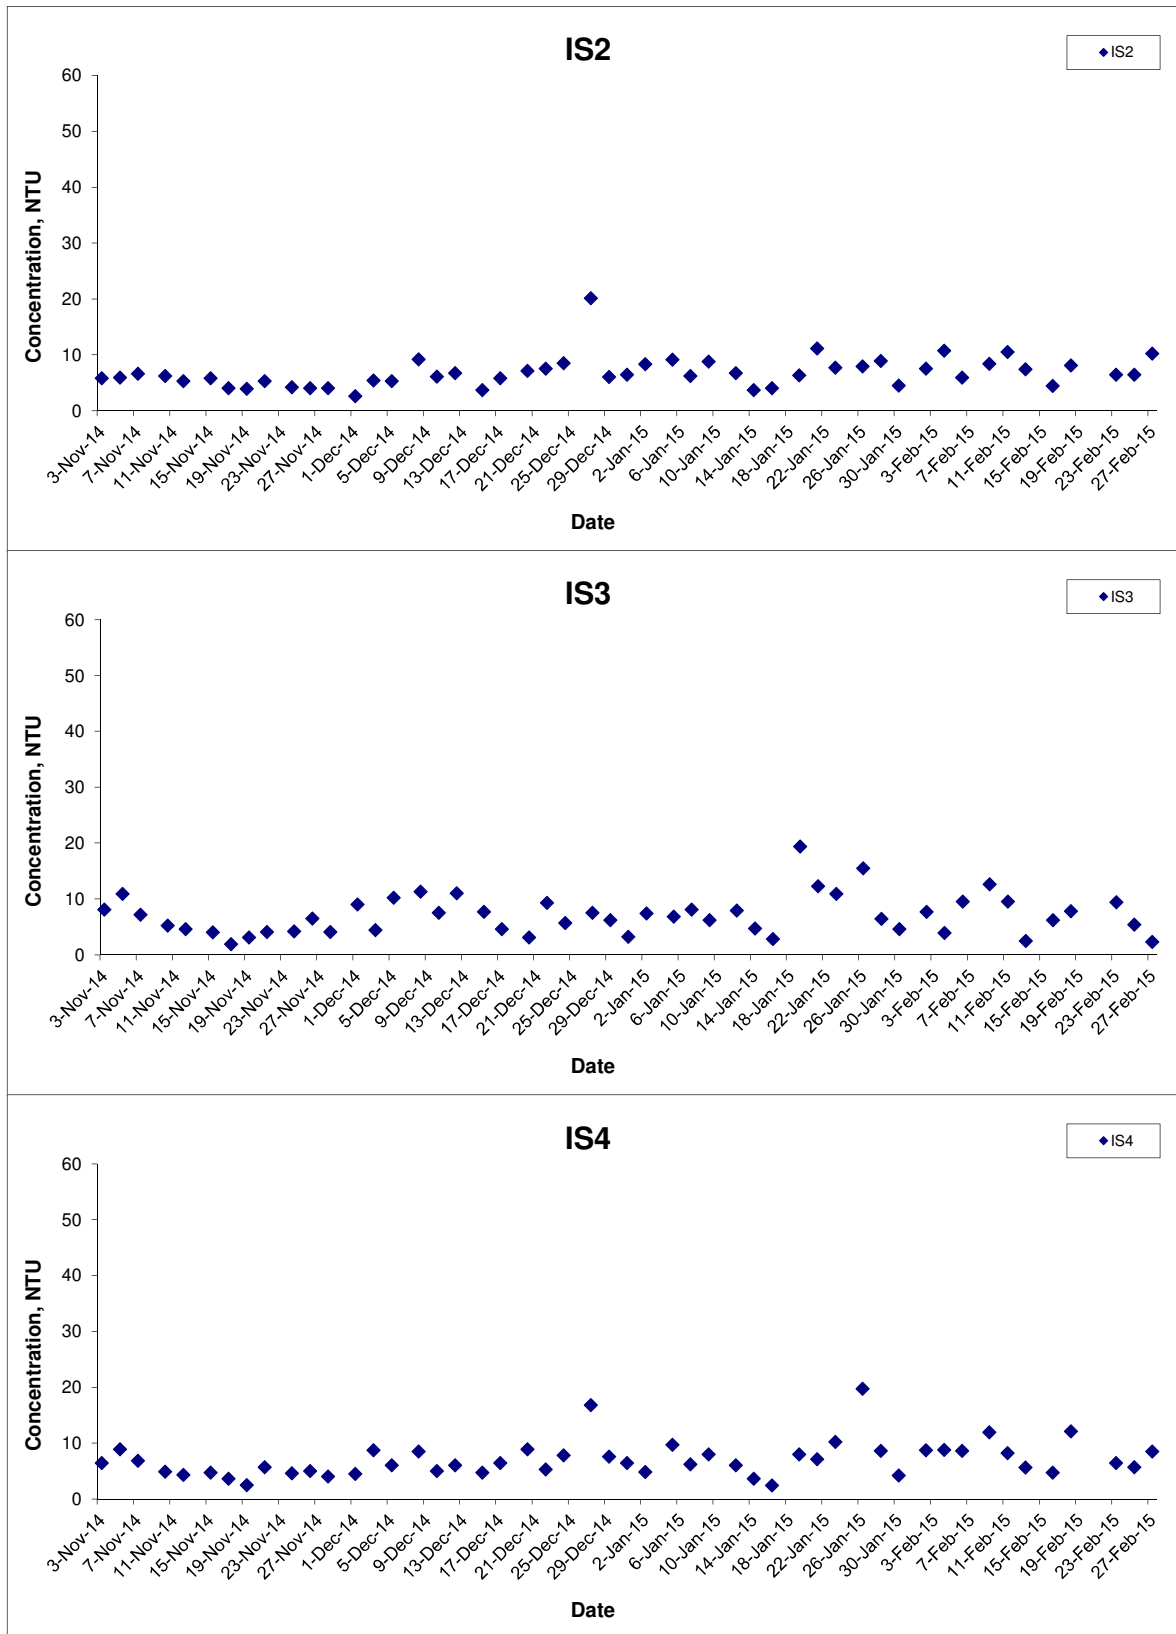 IS2
IS2
Concentration, NTU
60
50
40
30
20
10
0
3-Nov-14
7-Nov-14
11-Nov-14
15-Nov-14
19-Nov-14
23-Nov-14
27-Nov-14
1-Dec-14
5-Dec-14
9-Dec-14
13-Dec-14
17-Dec-14
21-Dec-14
25-Dec-14
29-Dec-14
2-Jan-15
6-Jan-15
10-Jan-15
14-Jan-15
18-Jan-15
22-Jan-15
26-Jan-15
30-Jan-15
3-Feb-15
7-Feb-15
11-Feb-15
15-Feb-15
19-Feb-15
23-Feb-15
27-Feb-15
Date
IS3
IS3
Concentration, NTU
60
50
40
30
20
10
0
3-Nov-14
7-Nov-14
11-Nov-14
15-Nov-14
19-Nov-14
23-Nov-14
27-Nov-14
1-Dec-14
5-Dec-14
9-Dec-14
13-Dec-14
17-Dec-14
21-Dec-14
25-Dec-14
29-Dec-14
2-Jan-15
6-Jan-15
10-Jan-15
14-Jan-15
18-Jan-15
22-Jan-15
26-Jan-15
30-Jan-15
3-Feb-15
7-Feb-15
11-Feb-15
15-Feb-15
19-Feb-15
23-Feb-15
27-Feb-15
Date
IS4
IS4
Concentration, NTU
60
50
40
30
20
10
0
3-Nov-14
7-Nov-14
11-Nov-14
15-Nov-14
19-Nov-14
23-Nov-14
27-Nov-14
1-Dec-14
5-Dec-14
9-Dec-14
13-Dec-14
17-Dec-14
21-Dec-14
25-Dec-14
29-Dec-14
2-Jan-15
6-Jan-15
10-Jan-15
14-Jan-15
18-Jan-15
22-Jan-15
26-Jan-15
30-Jan-15
3-Feb-15
7-Feb-15
11-Feb-15
15-Feb-15
19-Feb-15
23-Feb-15
27-Feb-15
Date